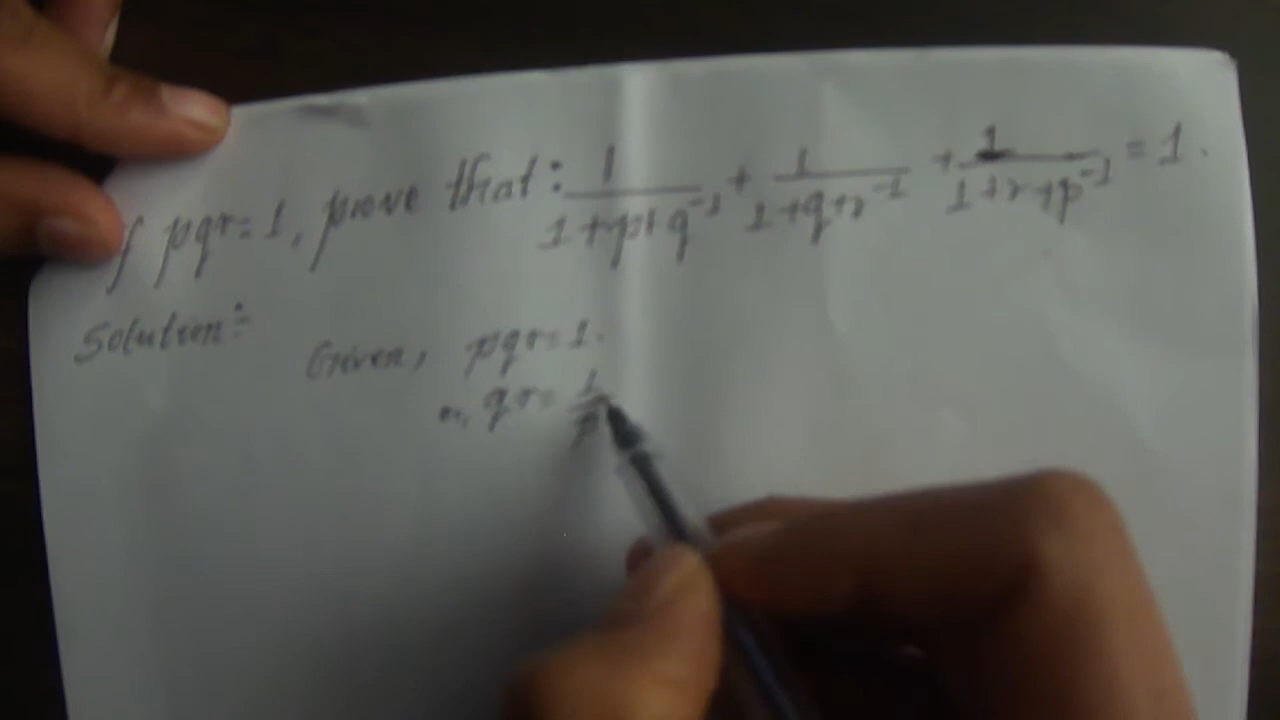 f pqr=1, prove that: 1/(1+p+q⁻¹) + 1/(1+q+r⁻¹) + 1/(1+r+p⁻¹) = 1.
Solution:-
Given, pqr=1.
or, qr= 1/p